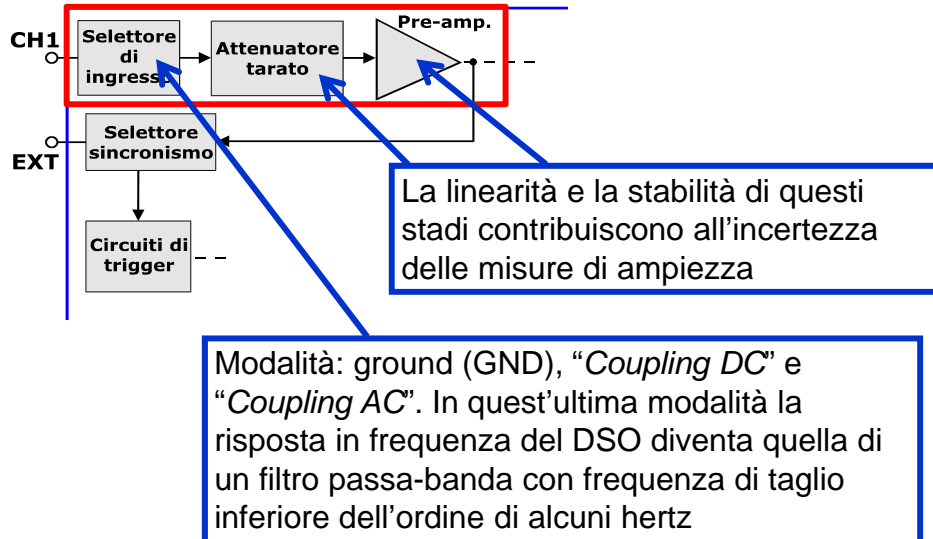 Pre-amp.
CH1
Selettore
di
ingresso
Attenuatore
tarato
Selettore
sincronismo
EXT
Circuiti di
trigger
La linearità e la stabilità di questi
stadi contribuiscono all’incertezza
delle misure di ampiezza
Modalità: ground (GND), “Coupling DC” e
“Coupling AC”. In quest’ultima modalità la
risposta in frequenza del DSO diventa quella di
un filtro passa-banda con frequenza di taglio
inferiore dell’ordine di alcuni hertz